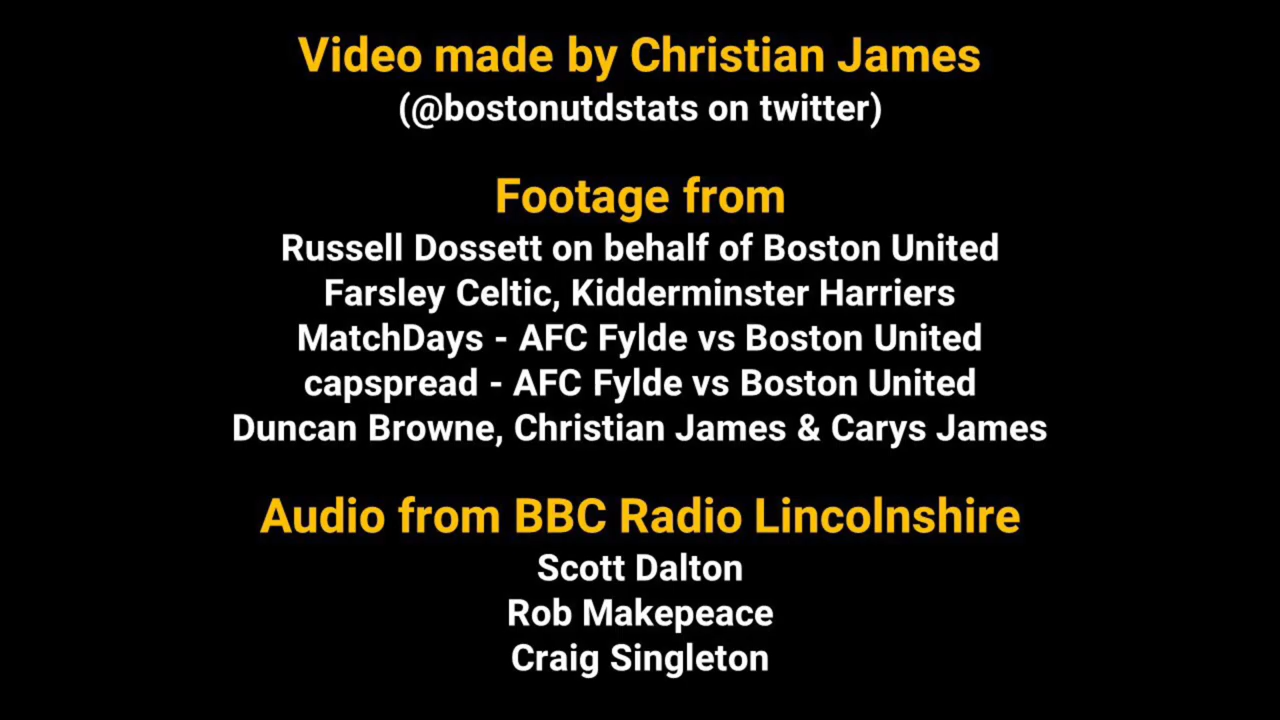 Video made by Christian James
(@bostonutdstats on twitter)
Footage from
Russell Dossett on behalf of Boston United
Farsley Celtic, Kidderminster Harriers
MatchDays - AFC Fylde vs Boston United
capspread - AFC Fylde vs Boston United
Duncan Browne, Christian James & Carys James
Audio from BBC Radio Lincolnshire
Scott Dalton
Rob Makepeace
Craig Singleton